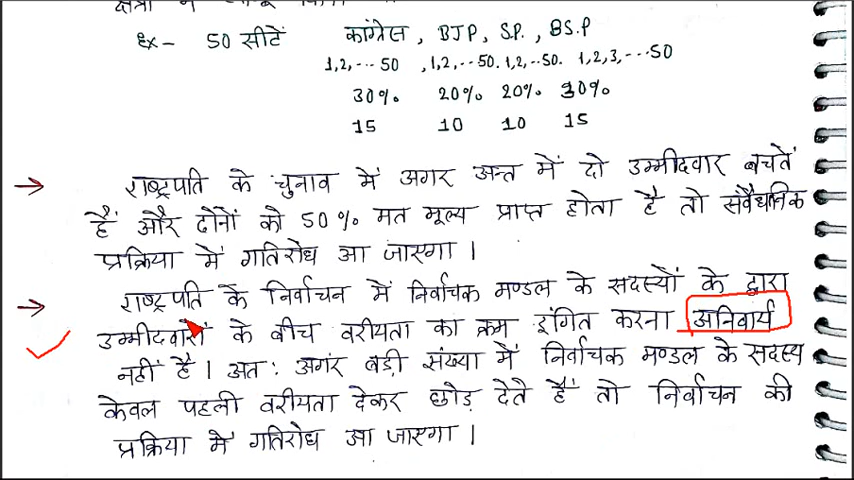 Ex- 50 सीटें कांग्रेस, BJP, S.P., BS.P
1,2,--- 50 ,1,2,--50. 1,2,--50. 1,2,3,---50
30% 20% 20% 30%
15 10 10 15
→ राष्ट्रपति के चुनाव में अगर अन्त में दो उम्मीदवार बचतें
हैं और दोनों को 50% मत मूल्य प्राप्त होता है तो संवैधनिक
प्रक्रिया में गतिरोध आ जाएगा।
→ राष्ट्रपति के निर्वाचन में निर्वाचक मण्डल के सदस्यों के द्वारा
उम्मीदवारों के बीच वरीयता का क्रम इंगित करना अनिवार्य
नहीं है। अत: अगर बड़ी संख्या में निर्वाचक मण्डल के सदस्य
केवल पहली वरीयता देकर छोड़ देते हैं तो निर्वाचन की
प्रक्रिया में गतिरोध आ जाएगा।